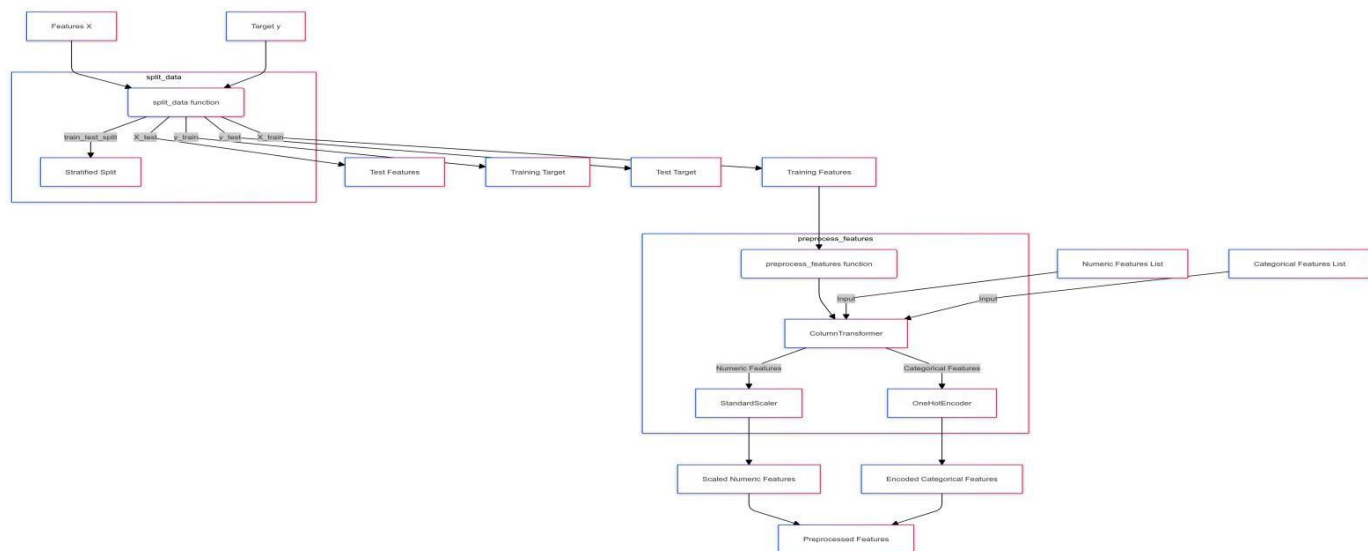 Features X
Target y
split_data
split_data function
train_test_split
X_test
y_train
y_test
X_train
Stratified Split
Test Features
Training Target
Test Target
Training Features
preprocess_features
preprocess_features function
Numeric Features List
Categorical Features List
Input
Input
ColumnTransformer
Numeric Features
Categorical Features
StandardScaler
OneHotEncoder
Scaled Numeric Features
Encoded Categorical Features
Preprocessed Features